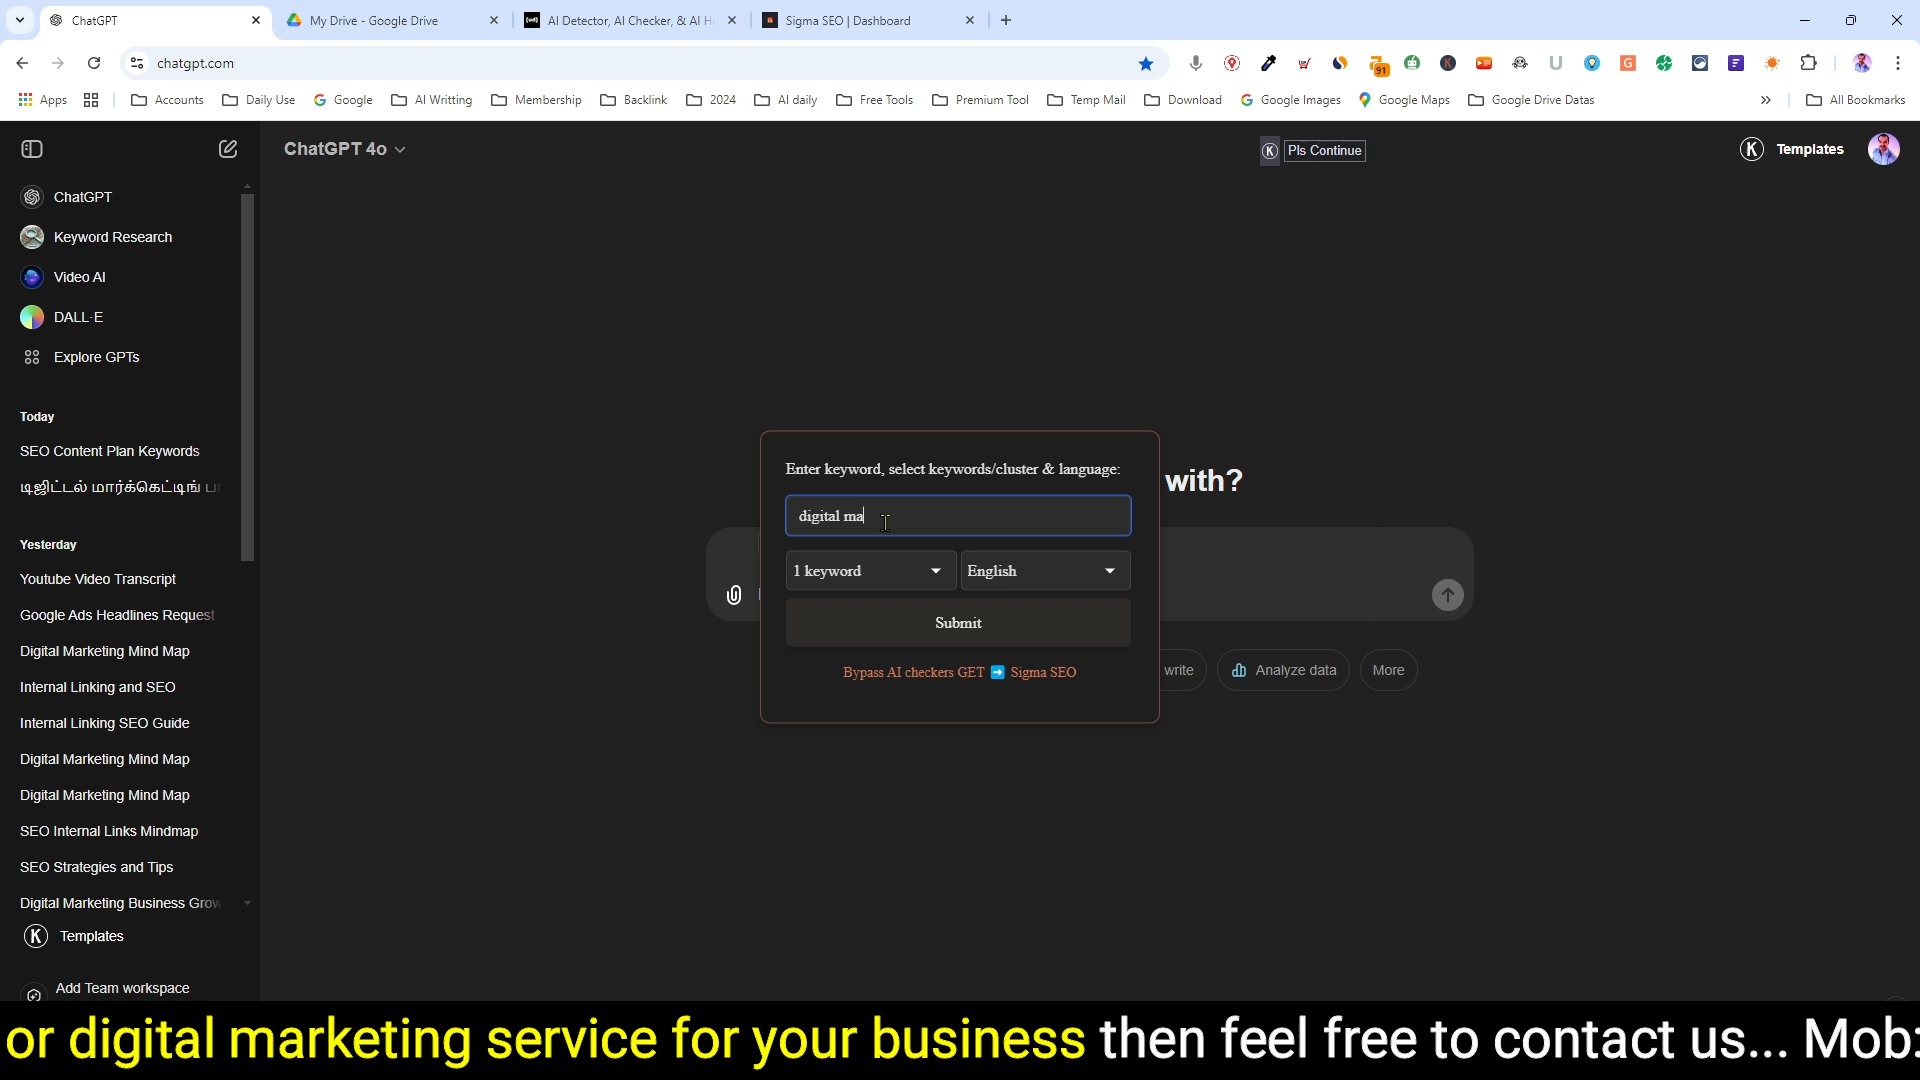 ChatGPT
My Drive - Google Drive
AI Detector, AI Checker, & AI H
Sigma SEO | Dashboard
chatgpt.com
91
Apps
Accounts
Daily Use
Google
AI Writting
Membership
Backlink
2024
AI daily
Free Tools
Premium Tool
Temp Mail
Download
Google Images
Google Maps
Google Drive Datas
All Bookmarks
ChatGPT 4o
Pls Continue
Templates
ChatGPT
Keyword Research
Video AI
DALL·E
Explore GPTs
Today
SEO Content Plan Keywords
டிஜிட்டல் மார்க்கெட்டிங்
Yesterday
Youtube Video Transcript
Google Ads Headlines Request
Digital Marketing Mind Map
Internal Linking and SEO
Internal Linking SEO Guide
Digital Marketing Mind Map
Digital Marketing Mind Map
SEO Internal Links Mindmap
SEO Strategies and Tips
Digital Marketing Business Grow
Templates
Add Team workspace
with?
Enter keyword, select keywords/cluster & language:
digital ma
1 keyword
English
Submit
Bypass AI checkers GET ➡ Sigma SEO
write
Analyze data
More
or digital marketing service for your business then feel free to contact us... Mob: